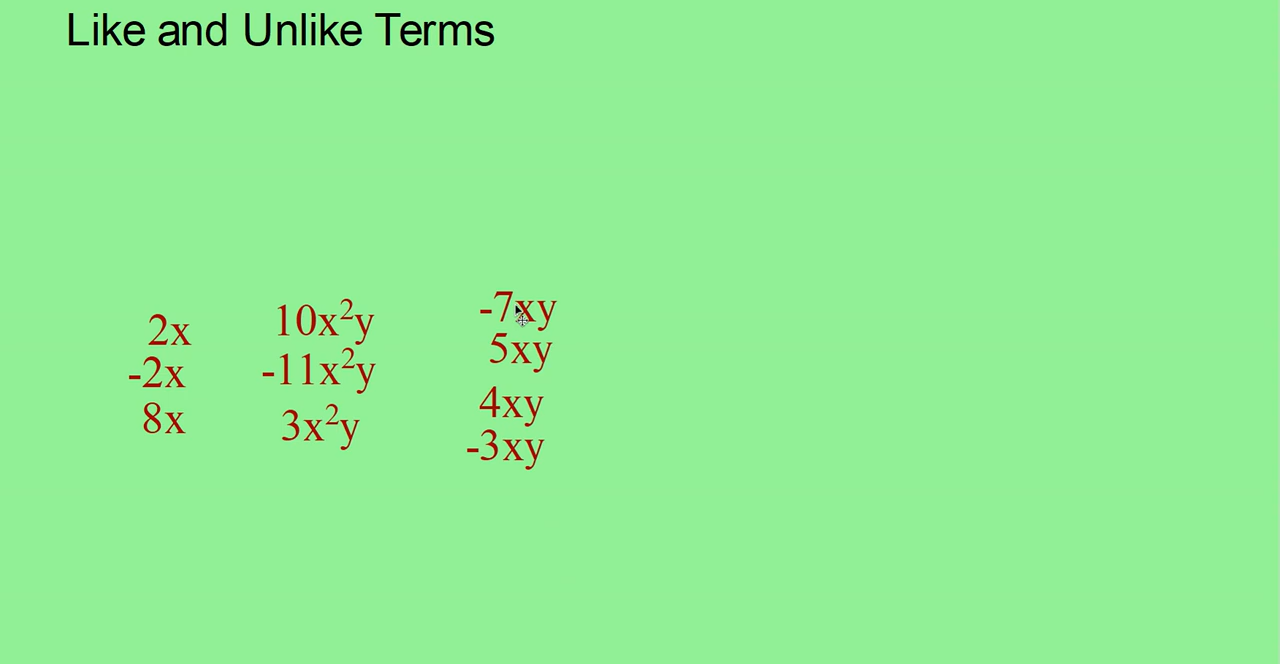 Like and Unlike Terms
2x
-2x
8x
10x²y
-11x²y
3x²y
-7xy
5xy
4xy
-3xy